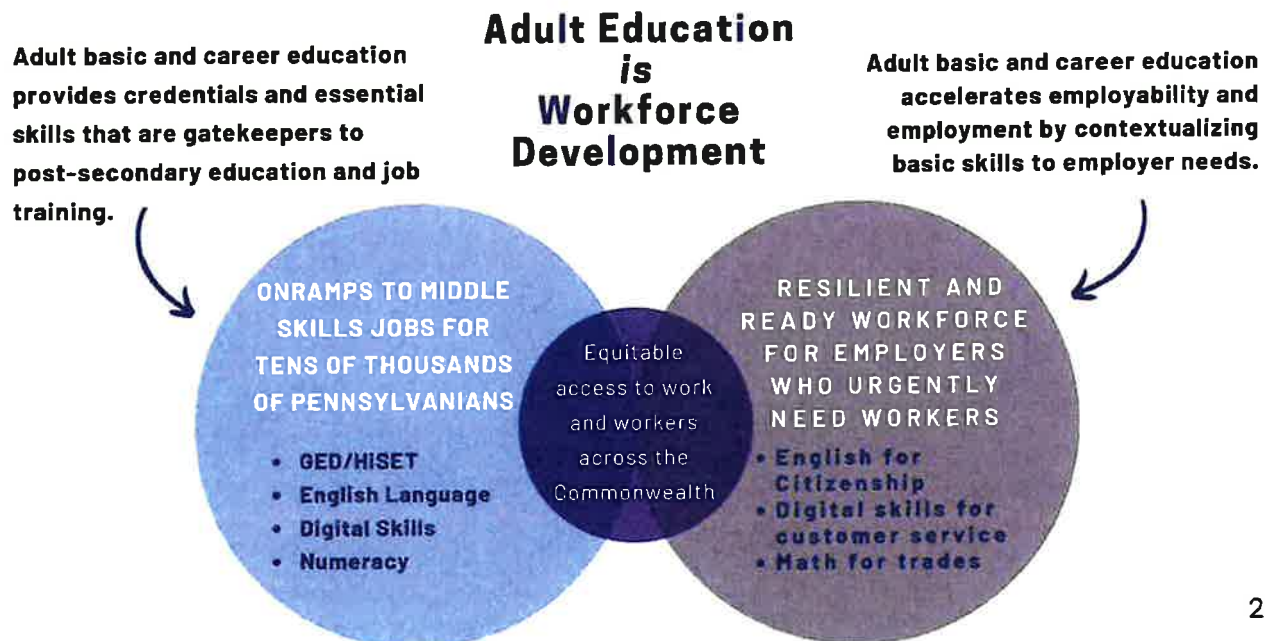 Adult Education
is
Workforce
Development
Adult basic and career education
provides credentials and essential
skills that are gatekeepers to
post-secondary education and job
training.
Adult basic and career education
accelerates employability and
employment by contextualizing
basic skills to employer needs.
ONRAMPS TO MIDDLE
SKILLS JOBS FOR
TENS OF THOUSANDS
OF PENNSYLVANIANS
• GED/HiSET
• English Language
• Digital Skills
• Numeracy
Equitable
access to work
and workers
across the
Commonwealth
RESILIENT AND
READY WORKFORCE
FOR EMPLOYERS
WHO URGENTLY
NEED WORKERS
• English for
Citizenship
• Digital skills for
customer service
• Math for trades
2